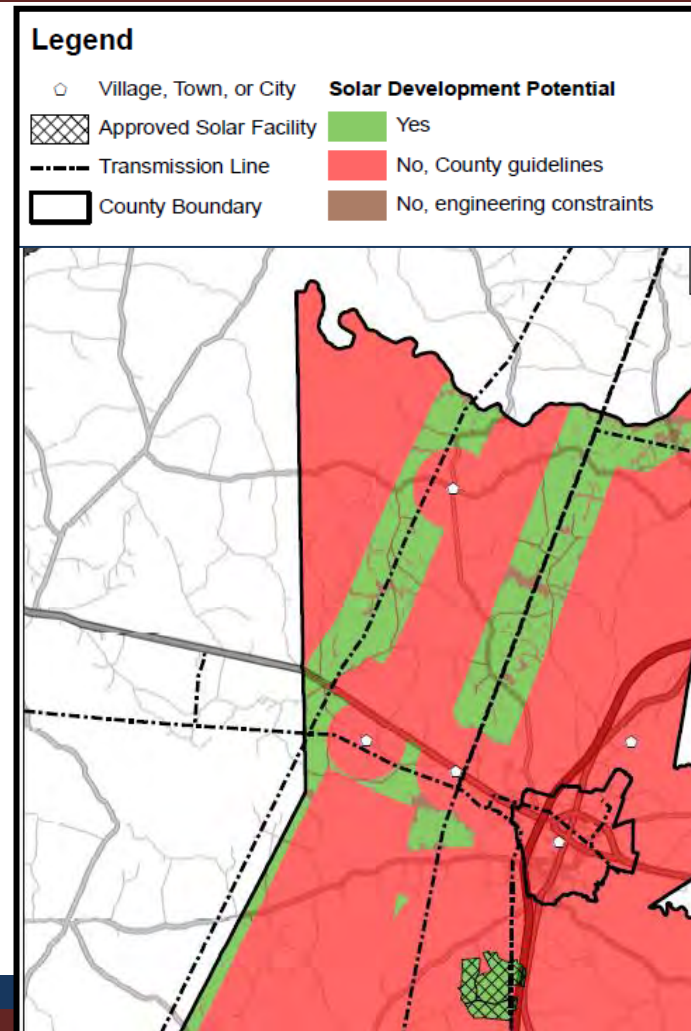 Legend
Village, Town, or City
Approved Solar Facility
Transmission Line
County Boundary
Solar Development Potential
Yes
No, County guidelines
No, engineering constraints